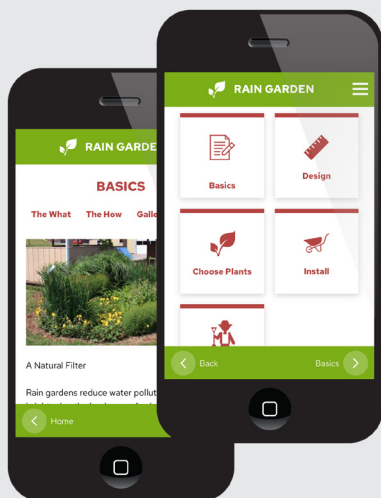 RAIN GARDEN
BASICS
The What The How
A Natural Filter
Rain gardens reduce water
Home
RAIN GARDEN
Basics
Design
Choose Plants
Install
Back
Basics